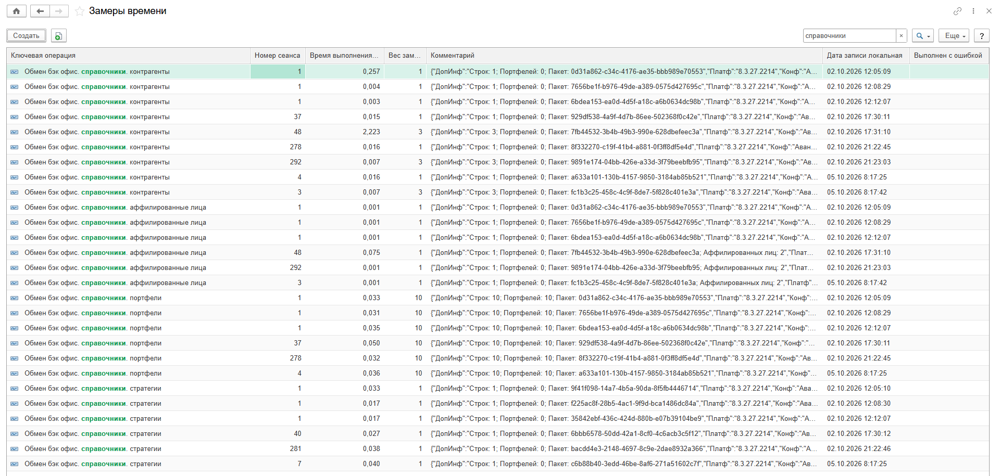 Замеры времени
Создать
справочники
×
Еще
?
Ключевая операция Номер сеанса Время выполнения... Вес зам... Комментарий Дата записи локальная Выполнен с ошибкой
Обмен бэк офис. справочники. контрагенты 1 0,257 1 {"ДопИнф":"Строк: 1; Портфелей: 0; Пакет: 0d31a862-c34c-4176-ae35-bbb989e70553","Платф":"8.3.27.2214","Конф":"А... 02.10.2026 12:05:09
Обмен бэк офис. справочники. контрагенты 1 0,004 1 {"ДопИнф":"Строк: 1; Портфелей: 0; Пакет: 7656be1f-b976-49de-a389-0575d427695c","Платф":"8.3.27.2214","Конф":"А... 02.10.2026 12:08:29
Обмен бэк офис. справочники. контрагенты 1 0,003 1 {"ДопИнф":"Строк: 1; Портфелей: 0; Пакет: 6bdea153-ea0d-4d5f-a18c-a6b0634dc98b","Платф":"8.3.27.2214","Конф":"А... 02.10.2026 12:12:07
Обмен бэк офис. справочники. контрагенты 37 0,015 1 {"ДопИнф":"Строк: 1; Портфелей: 0; Пакет: 929df538-4a9f-4d7b-86ee-502368f0c42e","Платф":"8.3.27.2214","Конф":"Ав... 02.10.2026 17:30:11
Обмен бэк офис. справочники. контрагенты 48 2,223 3 {"ДопИнф":"Строк: 3; Портфелей: 0; Пакет: 7fb44532-3b4b-49b3-990e-628dbefeec3a","Платф":"8.3.27.2214","Конф":"Ав... 02.10.2026 17:31:10
Обмен бэк офис. справочники. контрагенты 278 0,016 1 {"ДопИнф":"Строк: 1; Портфелей: 0; Пакет: 8f332270-c19f-41b4-a881-0f3ff8df5e4d","Платф":"8.3.27.2214","Конф":"Аван... 02.10.2026 21:22:45
Обмен бэк офис. справочники. контрагенты 292 0,007 3 {"ДопИнф":"Строк: 3; Портфелей: 0; Пакет: 9891e174-04bb-426e-a33d-3f79beebfb95","Платф":"8.3.27.2214","Конф":"Ав... 02.10.2026 21:23:03
Обмен бэк офис. справочники. контрагенты 4 0,016 1 {"ДопИнф":"Строк: 1; Портфелей: 0; Пакет: a633a101-130b-4157-9850-3184ab85b521","Платф":"8.3.27.2214","Конф":"А... 05.10.2026 8:17:25
Обмен бэк офис. справочники. контрагенты 3 0,007 3 {"ДопИнф":"Строк: 3; Портфелей: 0; Пакет: fc1b3c25-458c-4c9f-8de7-5f828c401e3a","Платф":"8.3.27.2214","Конф":"Ава... 05.10.2026 8:17:42
Обмен бэк офис. справочники. аффилированные лица 1 0,001 1 {"ДопИнф":"Строк: 1; Портфелей: 0; Пакет: 0d31a862-c34c-4176-ae35-bbb989e70553","Платф":"8.3.27.2214","Конф":"А... 02.10.2026 12:05:09
Обмен бэк офис. справочники. аффилированные лица 1 0,001 1 {"ДопИнф":"Строк: 1; Портфелей: 0; Пакет: 7656be1f-b976-49de-a389-0575d427695c","Платф":"8.3.27.2214","Конф":"А... 02.10.2026 12:08:29
Обмен бэк офис. справочники. аффилированные лица 1 0,001 1 {"ДопИнф":"Строк: 1; Портфелей: 0; Пакет: 6bdea153-ea0d-4d5f-a18c-a6b0634dc98b","Платф":"8.3.27.2214","Конф":"А... 02.10.2026 12:12:07
Обмен бэк офис. справочники. аффилированные лица 48 0,075 1 {"ДопИнф":"Строк: 1; Портфелей: 0; Пакет: 7fb44532-3b4b-49b3-990e-628dbefeec3a; Аффилированных лиц: 2","Плат... 02.10.2026 17:31:10
Обмен бэк офис. справочники. аффилированные лица 292 0,001 1 {"ДопИнф":"Строк: 1; Портфелей: 0; Пакет: 9891e174-04bb-426e-a33d-3f79beebfb95; Аффилированных лиц: 2","Плат... 02.10.2026 21:23:03
Обмен бэк офис. справочники. аффилированные лица 3 0,001 1 {"ДопИнф":"Строк: 1; Портфелей: 0; Пакет: fc1b3c25-458c-4c9f-8de7-5f828c401e3a; Аффилированных лиц: 2","Платф"... 05.10.2026 8:17:42
Обмен бэк офис. справочники. портфели 1 0,033 10 {"ДопИнф":"Строк: 10; Портфелей: 10; Пакет: 0d31a862-c34c-4176-ae35-bbb989e70553","Платф":"8.3.27.2214","Конф":... 02.10.2026 12:05:09
Обмен бэк офис. справочники. портфели 1 0,031 10 {"ДопИнф":"Строк: 10; Портфелей: 10; Пакет: 7656be1f-b976-49de-a389-0575d427695c","Платф":"8.3.27.2214","Конф":... 02.10.2026 12:08:29
Обмен бэк офис. справочники. портфели 1 0,035 10 {"ДопИнф":"Строк: 10; Портфелей: 10; Пакет: 6bdea153-ea0d-4d5f-a18c-a6b0634dc98b","Платф":"8.3.27.2214","Конф":... 02.10.2026 12:12:07
Обмен бэк офис. справочники. портфели 37 0,050 10 {"ДопИнф":"Строк: 10; Портфелей: 10; Пакет: 929df538-4a9f-4d7b-86ee-502368f0c42e","Платф":"8.3.27.2214","Конф":"... 02.10.2026 17:30:11
Обмен бэк офис. справочники. портфели 278 0,032 10 {"ДопИнф":"Строк: 10; Портфелей: 10; Пакет: 8f332270-c19f-41b4-a881-0f3ff8df5e4d","Платф":"8.3.27.2214","Конф":"Ав... 02.10.2026 21:22:45
Обмен бэк офис. справочники. портфели 4 0,036 10 {"ДопИнф":"Строк: 10; Портфелей: 10; Пакет: a633a101-130b-4157-9850-3184ab85b521","Платф":"8.3.27.2214","Конф"... 05.10.2026 8:17:25
Обмен бэк офис. справочники. стратегии 1 0,033 1 {"ДопИнф":"Строк: 1; Портфелей: 0; Пакет: 9f41f098-14a7-4b5a-90da-8f5fb4446714","Платф":"8.3.27.2214","Конф":"Ава... 02.10.2026 12:05:10
Обмен бэк офис. справочники. стратегии 1 0,017 1 {"ДопИнф":"Строк: 1; Портфелей: 0; Пакет: f225ac8f-28b5-4ac1-9f9d-bca1486dc84a","Платф":"8.3.27.2214","Конф":"Ав... 02.10.2026 12:08:30
Обмен бэк офис. справочники. стратегии 1 0,017 1 {"ДопИнф":"Строк: 1; Портфелей: 0; Пакет: 35842ebf-436c-424d-880b-e07b39104be9","Платф":"8.3.27.2214","Конф":"А... 02.10.2026 12:12:07
Обмен бэк офис. справочники. стратегии 40 0,027 1 {"ДопИнф":"Строк: 1; Портфелей: 0; Пакет: 6bbb6578-50dd-42a1-8cf0-4c6acb3c5f12","Платф":"8.3.27.2214","Конф":"Ав... 02.10.2026 17:30:12
Обмен бэк офис. справочники. стратегии 281 0,038 1 {"ДопИнф":"Строк: 1; Портфелей: 0; Пакет: bacdd4e3-2148-4697-8c9e-2dae8932a366","Платф":"8.3.27.2214","Конф":"А... 02.10.2026 21:22:46
Обмен бэк офис. справочники. стратегии 7 0,040 1 {"ДопИнф":"Строк: 1; Портфелей: 0; Пакет: c6b88b40-3edd-46be-8af6-271a51602c7f","Платф":"8.3.27.2214","Конф":"Ава... 05.10.2026 8:17:25